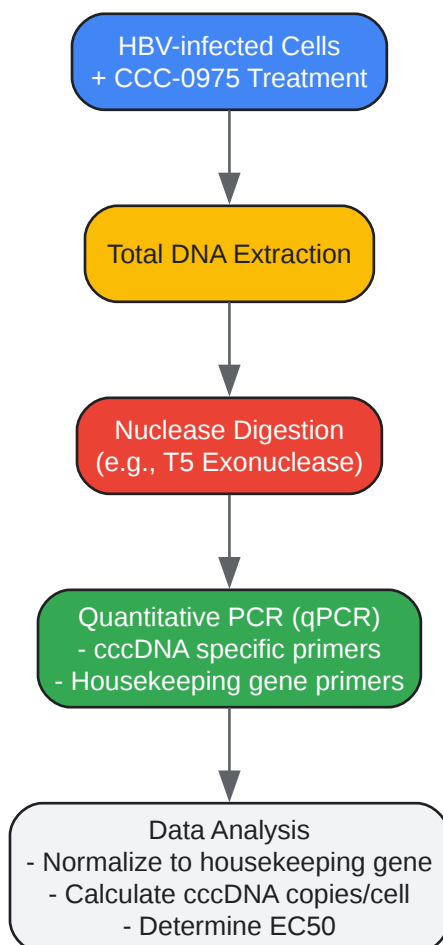 HBV-infected Cells
+ CCC-0975 Treatment
Total DNA Extraction
Nuclease Digestion
(e.g., T5 Exonuclease)
Quantitative PCR (qPCR)
- cccDNA specific primers
- Housekeeping gene primers
Data Analysis
- Normalize to housekeeping gene
- Calculate cccDNA copies/cell
- Determine EC50